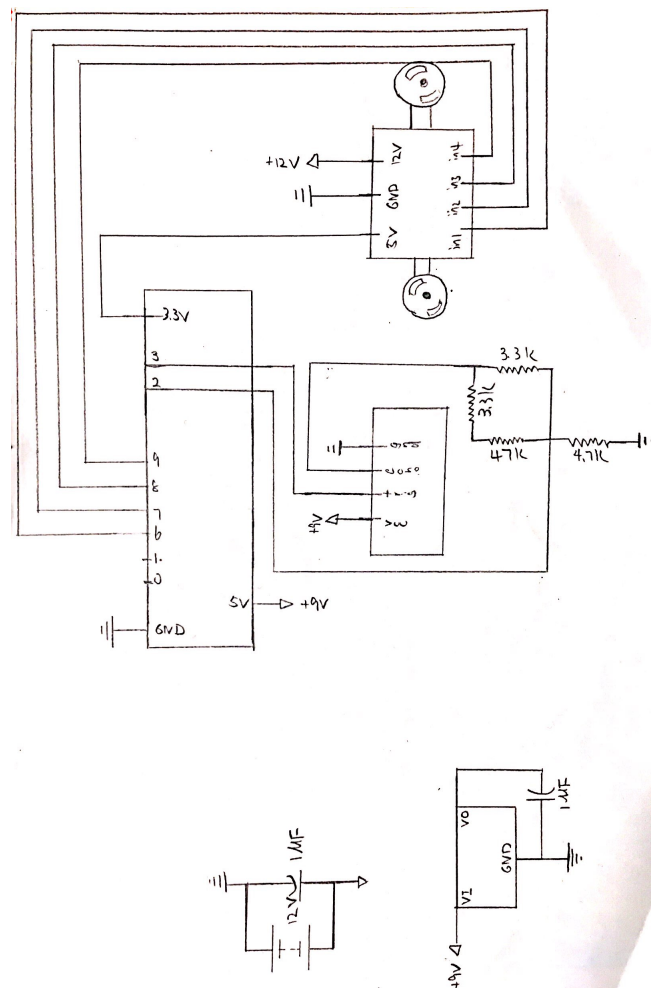 +12V
12V
GND
5V
in4
in3
in2
in1
3.3V
3
2
9
8
7
6
1
0
GND
5V
+9V
3.3K
3.3K
47K
4.7K
+9V
1MF
12V
VO
VI
GND
1MF
+9V